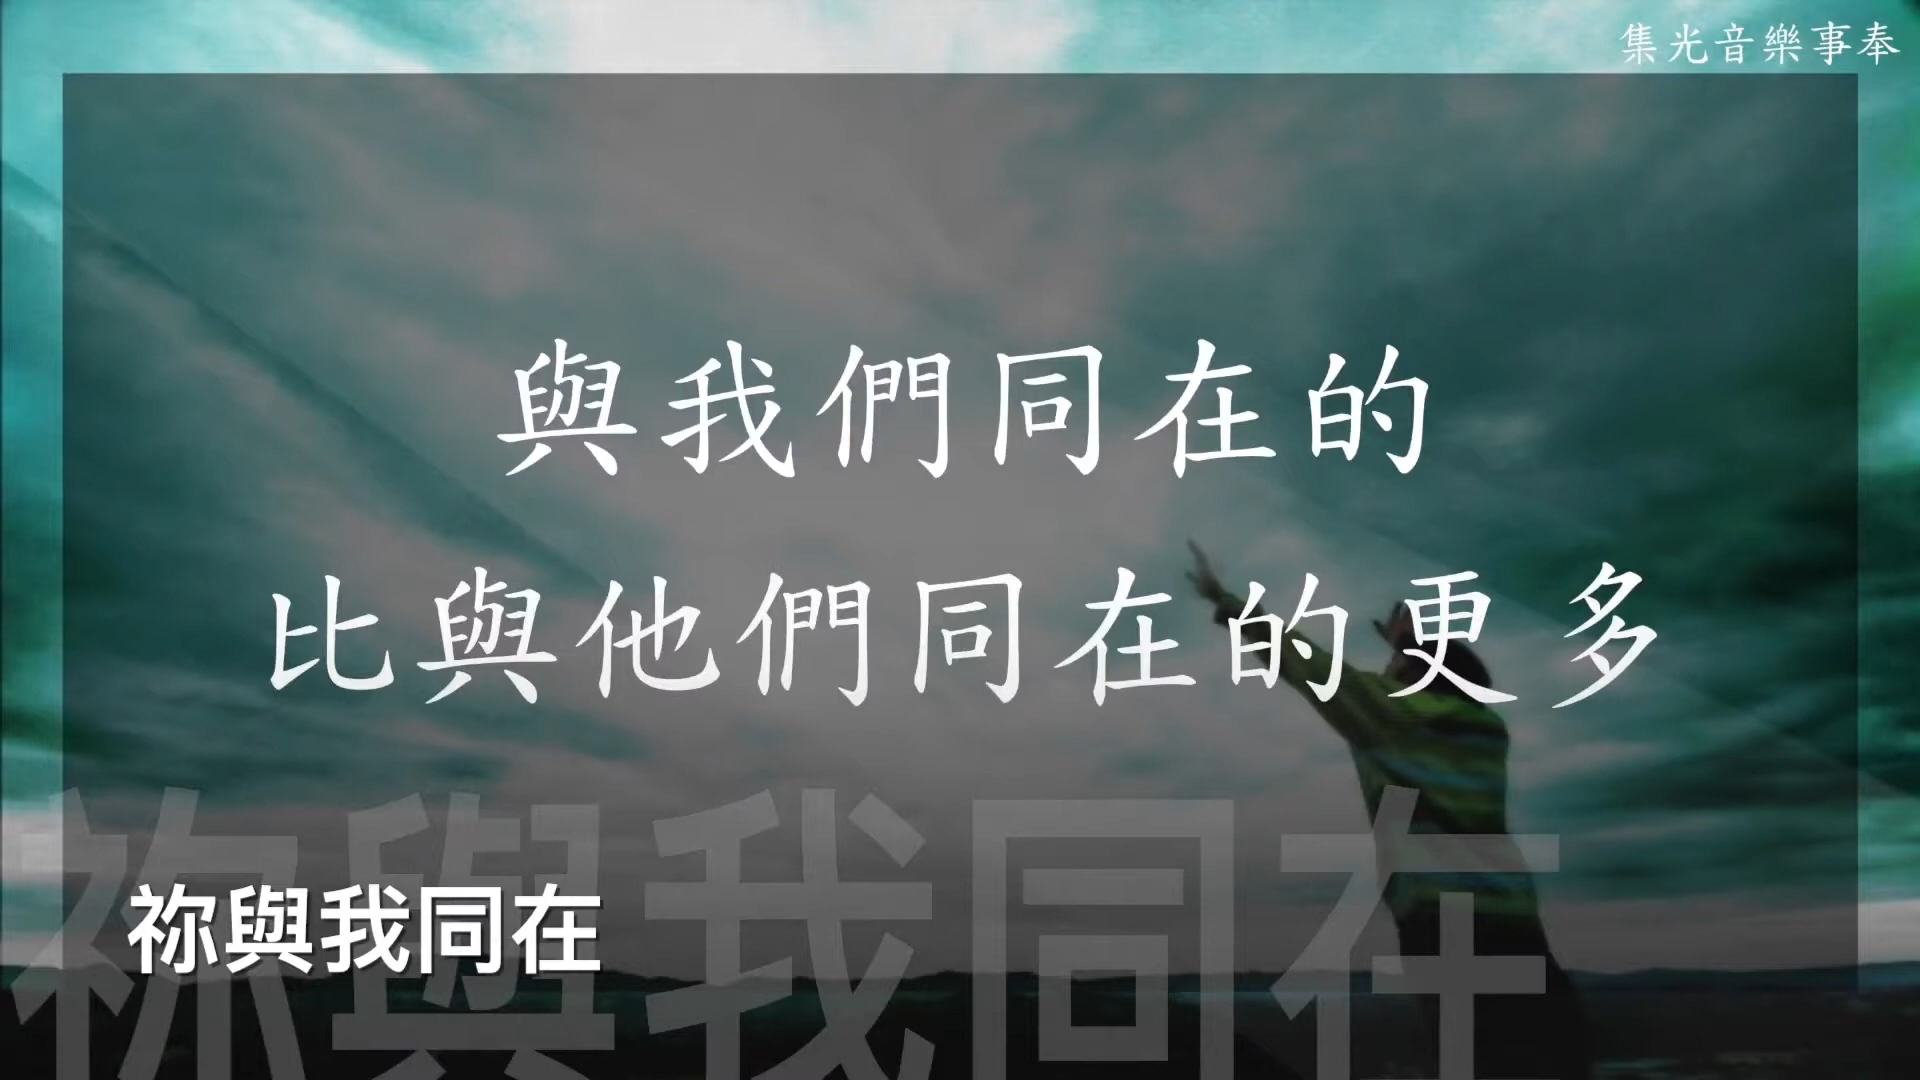 集光音樂事奉
與我們同在的
比與他們同在的更多
祢與我同在
祢與我同在